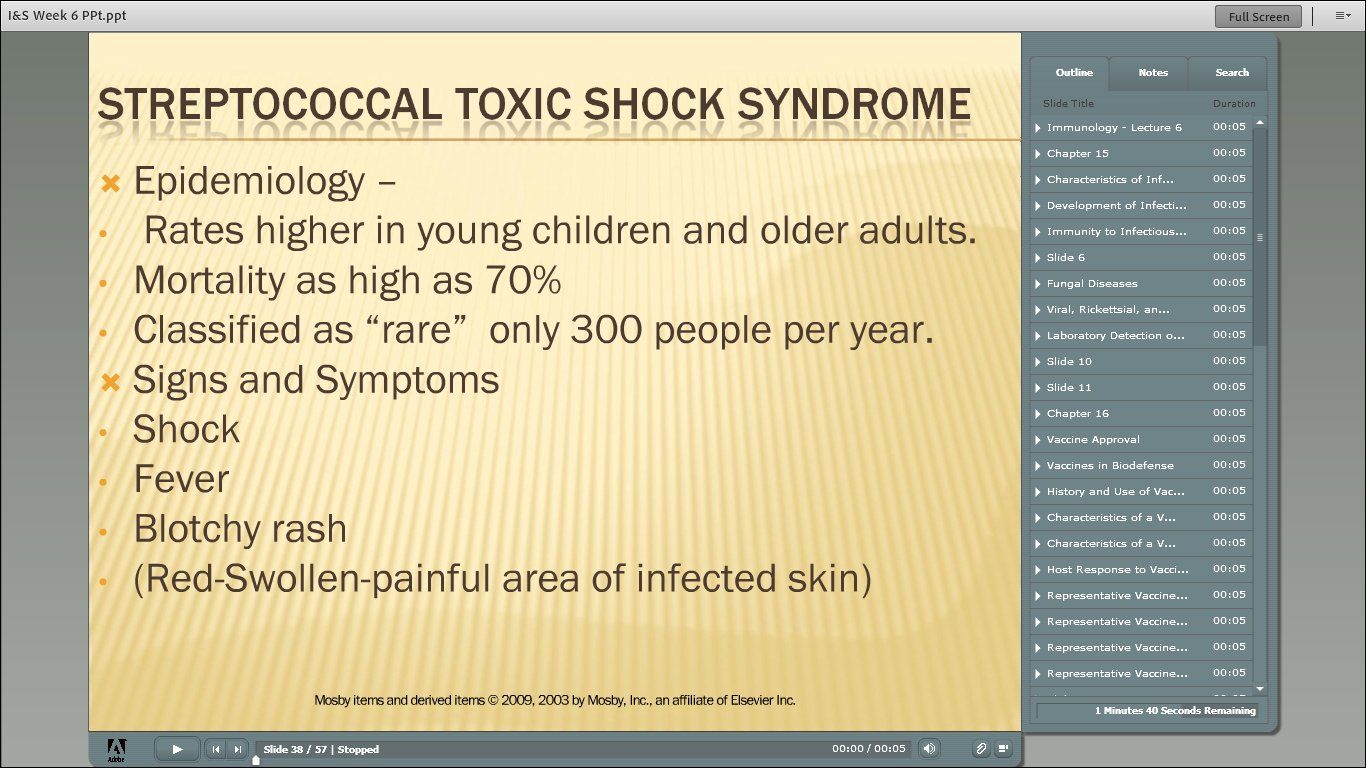 I&S Week 6 PPt.ppt
Full Screen
STREPTOCOCCAL TOXIC SHOCK SYNDROME
Epidemiology –
Rates higher in young children and older adults.
Mortality as high as 70%
Classified as “rare”  only 300 people per year.
Signs and Symptoms
Shock
Fever
Blotchy rash
(Red-Swollen-painful area of infected skin)
Mosby items and derived items © 2009, 2003 by Mosby, Inc., an affiliate of Elsevier Inc.
Adobe
Slide 38 / 57 | Stopped
00:00 / 00:05
Outline Notes Search
Slide Title Duration
Immunology - Lecture 6 00:05
Chapter 15 00:05
Characteristics of Inf... 00:05
Development of Infecti... 00:05
Immunity to Infectious... 00:05
Slide 6 00:05
Fungal Diseases 00:05
Viral, Rickettsial, an... 00:05
Laboratory Detection o... 00:05
Slide 10 00:05
Slide 11 00:05
Chapter 16 00:05
Vaccine Approval 00:05
Vaccines in Biodefense 00:05
History and Use of Vac... 00:05
Characteristics of a V... 00:05
Characteristics of a V... 00:05
Host Response to Vacci... 00:05
Representative Vaccine... 00:05
Representative Vaccine... 00:05
Representative Vaccine... 00:05
Representative Vaccine... 00:05
1 Minutes 40 Seconds Remaining